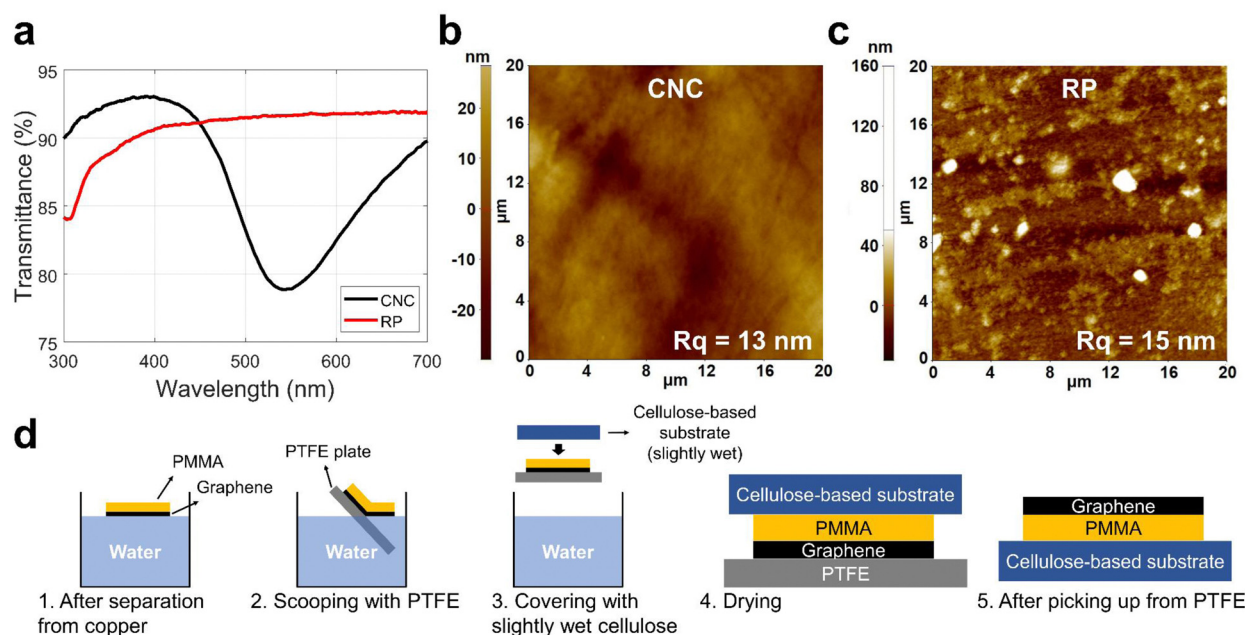 a
95
90
85
80
75
Transmittance (%)
300
400
500
600
700
Wavelength (nm)
CNC
RP
b
nm
20
10
0
-10
-20
20
16
12
8
4
0
µm
0
4
8
12
16
20
µm
CNC
Rq = 13 nm
c
nm
160
120
80
40
0
20
16
12
8
4
0
µm
0
4
8
12
16
20
µm
RP
Rq = 15 nm
d
PMMA
Graphene
Water
1. After separation
from copper
PTFE plate
Water
2. Scooping with PTFE
Cellulose-based
substrate
(slightly wet)
Water
3. Covering with
slightly wet cellulose
Cellulose-based substrate
PMMA
Graphene
PTFE
4. Drying
Graphene
PMMA
Cellulose-based substrate
5. After picking up from PTFE